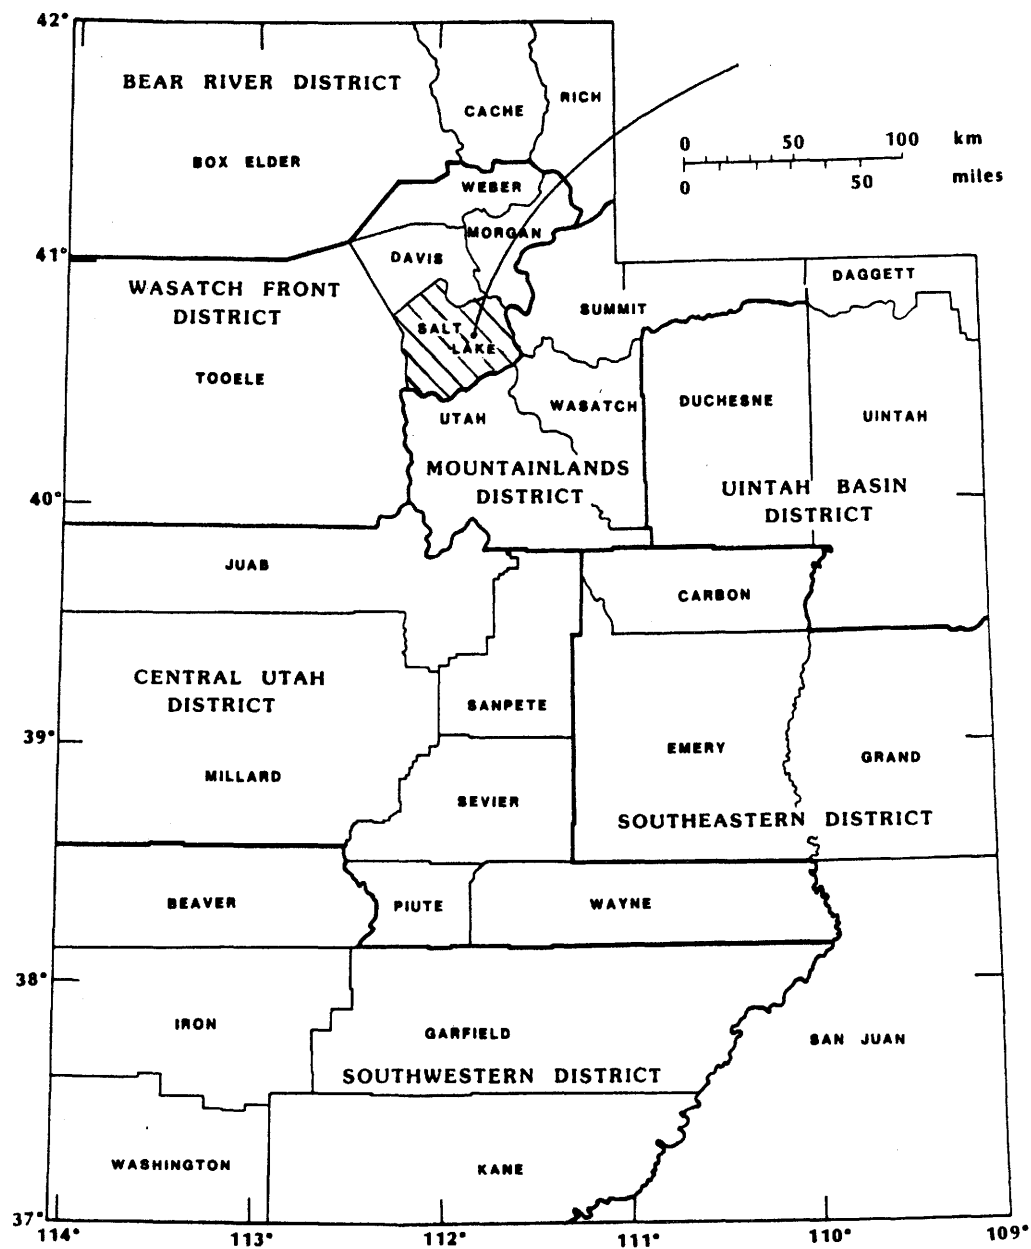 42°
BEAR RIVER DISTRICT
CACHE
RICH
BOX ELDER
0 50 100 km
0 50 miles
WEBER
MORGAN
DAVIS
41°
WASATCH FRONT
DISTRICT
DAGGETT
SUMMIT
SALT
LAKE
TOOELE
UTAH
WASATCH
DUCHESNE
UINTAH
MOUNTAINLANDS
DISTRICT
UINTAH BASIN
DISTRICT
40°
JUAB
CARBON
CENTRAL UTAH
DISTRICT
SANPETE
39°
MILLARD
EMERY
GRAND
SEVIER
SOUTHEASTERN DISTRICT
BEAVER
PIUTE
WAYNE
38°
IRON
GARFIELD
SAN JUAN
SOUTHWESTERN DISTRICT
WASHINGTON
KANE
37°
114° 113° 112° 111° 110° 109°